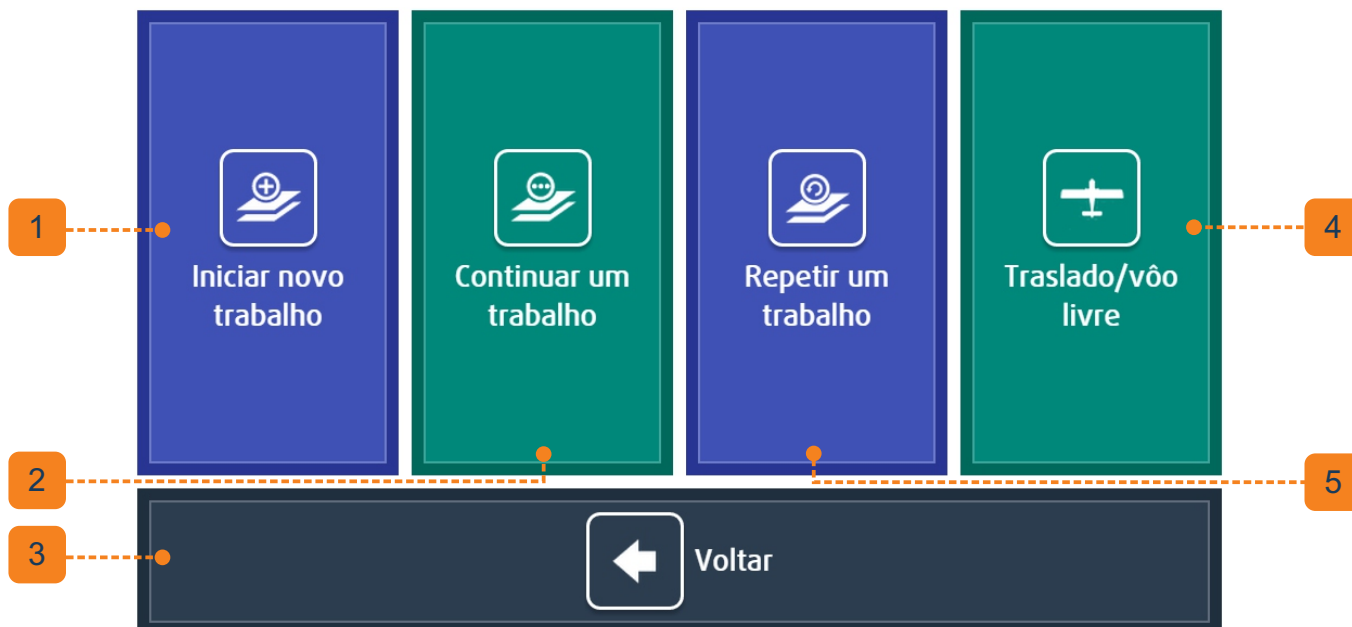 1
Iniciar novo
trabalho
Continuar um
trabalho
Repetir um
trabalho
Traslado/vôo
livre
4
2
5
3
Voltar